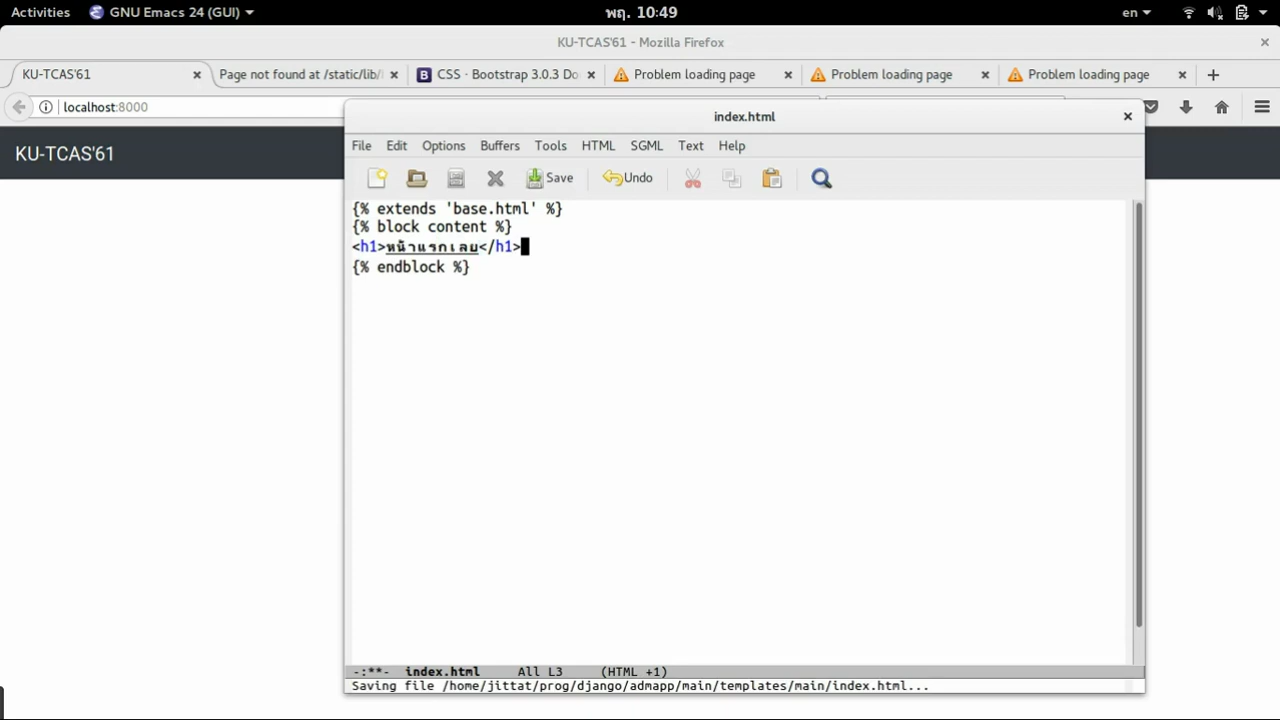 Activities GNU Emacs 24 (GUI) พฤ. 10:49 en
KU-TCAS'61 - Mozilla Firefox
KU-TCAS'61 Page not found at /static/lib/ CSS · Bootstrap 3.0.3 Do Problem loading page Problem loading page Problem loading page
localhost:8000
index.html
KU-TCAS'61
File Edit Options Buffers Tools HTML SGML Text Help
Save Undo
{% extends 'base.html' %}
{% block content %}
<h1>หน้าแรกเลย</h1>
{% endblock %}
-:**- index.html All L3 (HTML +1)
Saving file /home/jittat/prog/django/admapp/main/templates/main/index.html...